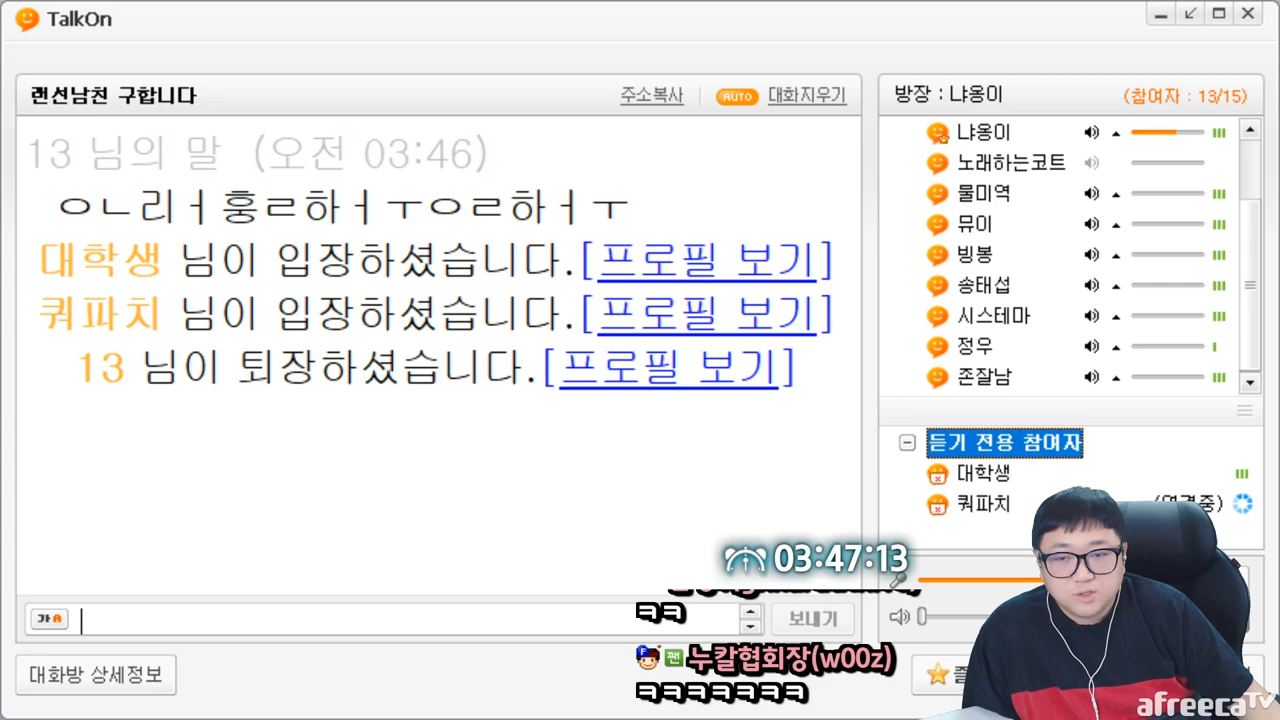 TalkOn
랜선남친 구합니다
주소복사
AUTO 대화지우기
13 님의 말 (오전 03:46)
ㅇㄴ리ㅓ훟ㄹ하ㅓㅜㅇㄹ하ㅓㅜ
대학생 님이 입장하셨습니다.[프로필 보기]
쿼파치 님이 입장하셨습니다.[프로필 보기]
13 님이 퇴장하셨습니다.[프로필 보기]
가A
보내기
대화방 상세정보
방장 : 냐옹이
(참여자 : 13/15)
냐옹이
노래하는코트
물미역
뮤이
빙봉
송태섭
시스테마
정우
존잘남
듣기 전용 참여자
대학생
쿼파치
03:47:13
ㅋㅋ
팬 누칼협회장(w00z)
ㅋㅋㅋㅋㅋㅋㅋ
afreecaTV